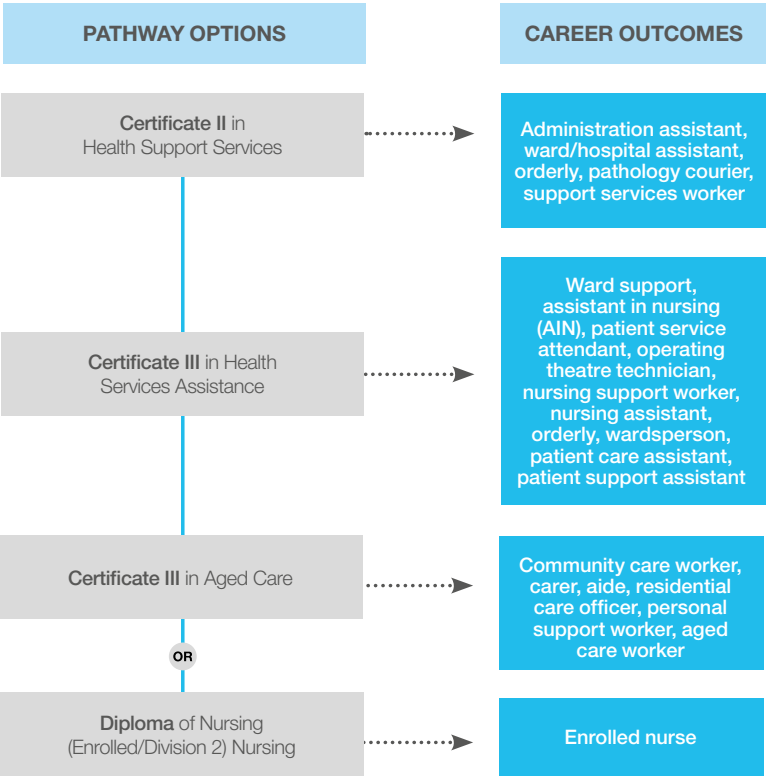 PATHWAY OPTIONS
CAREER OUTCOMES
Certificate II in
Health Support Services
Administration assistant,
ward/hospital assistant,
orderly, pathology courier,
support services worker
Certificate III in Health
Services Assistance
Ward support,
assistant in nursing
(AIN), patient service
attendant, operating
theatre technician,
nursing support worker,
nursing assistant,
orderly, wardsperson,
patient care assistant,
patient support assistant
Certificate III in Aged Care
Community care worker,
carer, aide, residential
care officer, personal
support worker, aged
care worker
OR
Diploma of Nursing
(Enrolled/Division 2) Nursing
Enrolled nurse